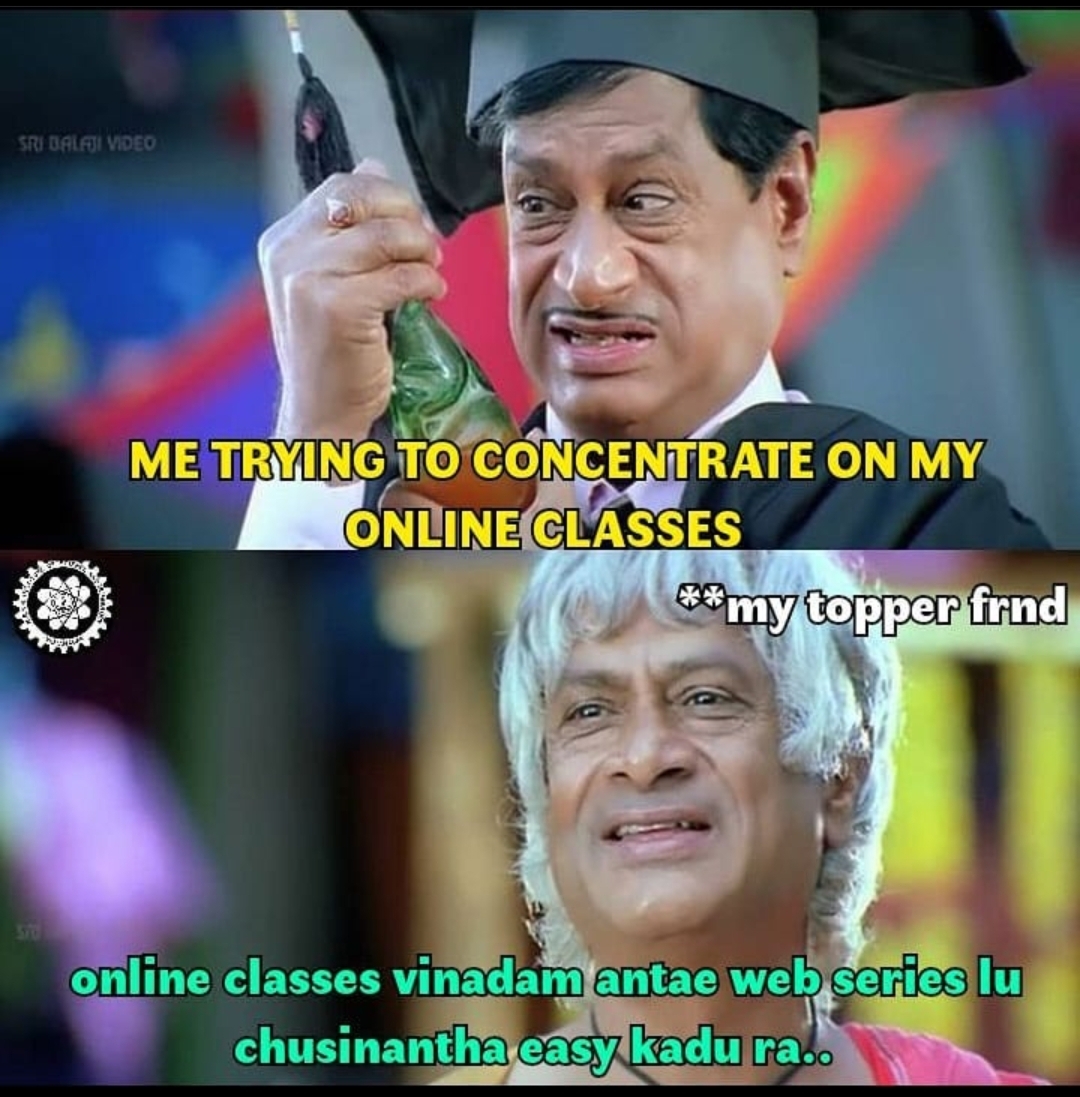 SRI BALAJI VIDEO
ME TRYING TO CONCENTRATE ON MY
ONLINE CLASSES
**my topper frnd
SRI
online classes vinadam antae web series lu
chusinantha easy kadu ra..